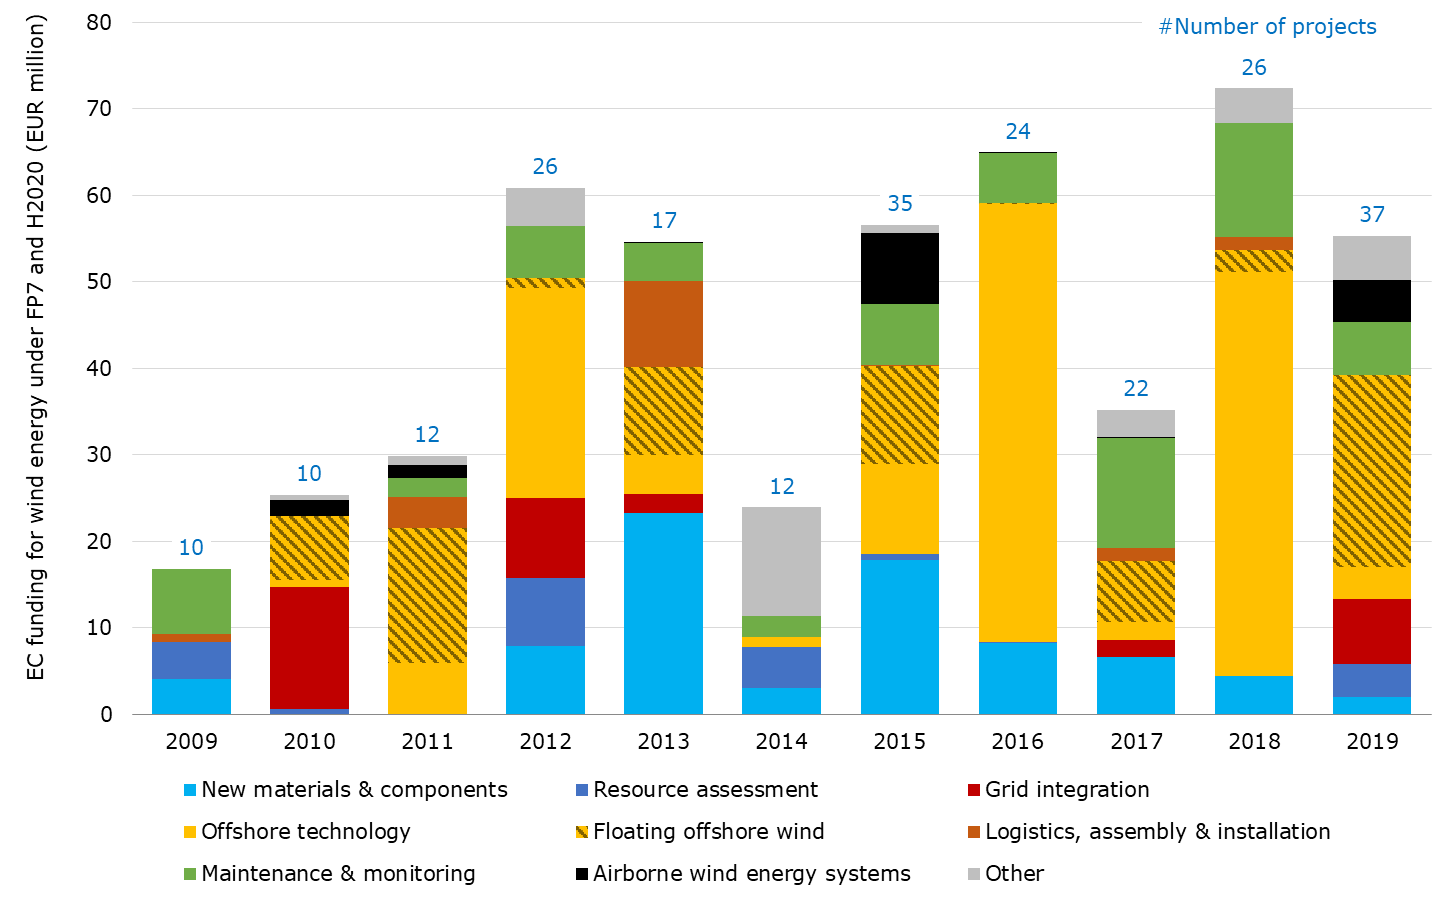 EC funding for wind energy under FP7 and H2020 (EUR million)
#Number of projects
80
70
60
50
40
30
20
10
0
10
10
12
26
17
12
35
24
22
26
37
2009
2010
2011
2012
2013
2014
2015
2016
2017
2018
2019
New materials & components
Resource assessment
Grid integration
Offshore technology
Floating offshore wind
Logistics, assembly & installation
Maintenance & monitoring
Airborne wind energy systems
Other